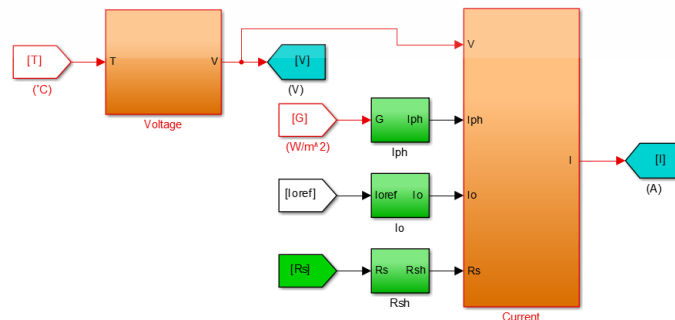 [T]
(°C)
T
V
Voltage
[V]
(V)
V
[G]
(W/m^2)
G
Iph
Iph
Iph
[Ioref]
Ioref
Io
Io
Io
[Rs]
Rs
Rsh
Rsh
Rs
I
Current
[I]
(A)